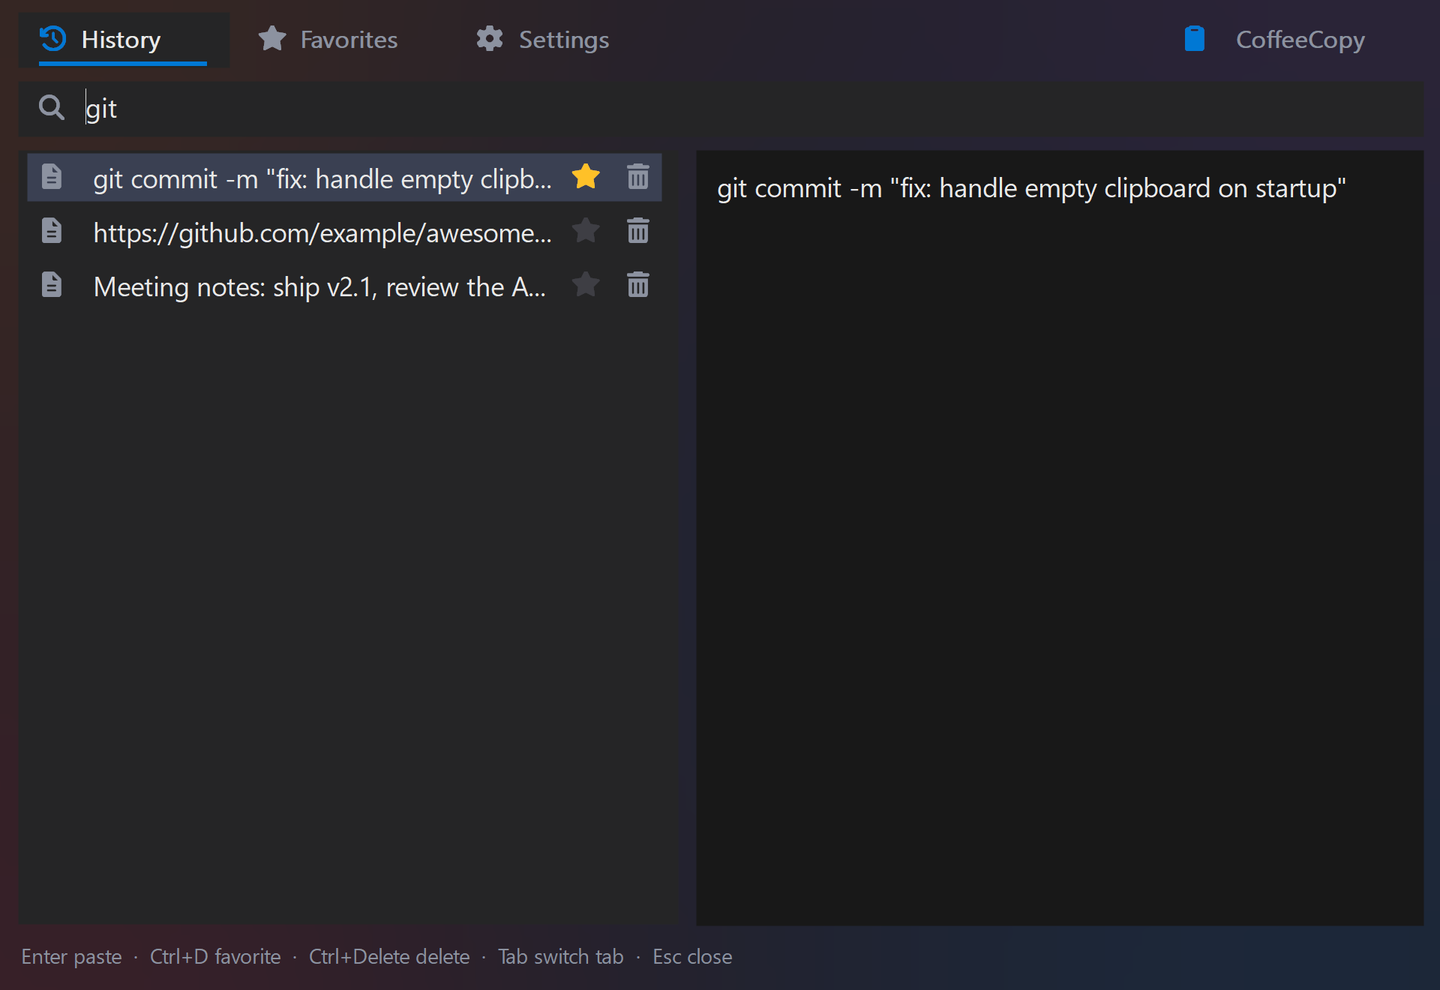 History Favorites Settings CoffeeCopy
git
git commit -m "fix: handle empty clipb...
https://github.com/example/awesome...
Meeting notes: ship v2.1, review the A...
git commit -m "fix: handle empty clipboard on startup"
Enter paste · Ctrl+D favorite · Ctrl+Delete delete · Tab switch tab · Esc close